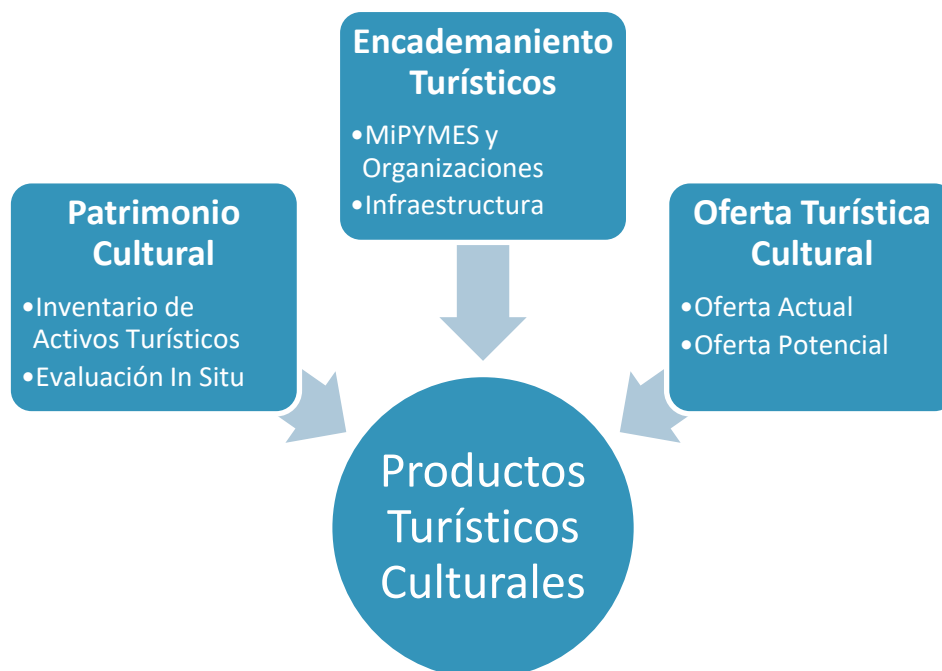 Encademaniento
Turísticos
•MiPYMES y
Organizaciones
•Infraestructura
Patrimonio
Cultural
•Inventario de
Activos Turísticos
•Evaluación In Situ
Oferta Turística
Cultural
•Oferta Actual
•Oferta Potencial
Productos
Turísticos
Culturales